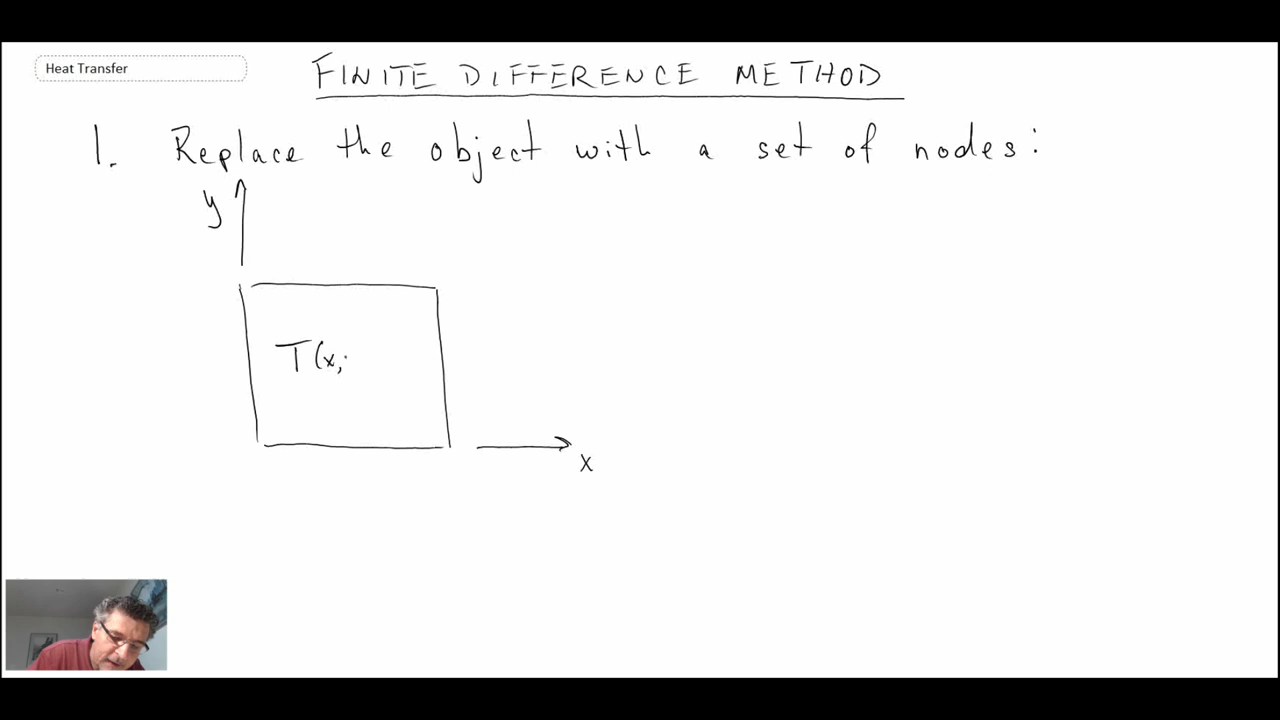 Heat Transfer
FINITE DIFFERENCE METHOD
1. Replace the object with a set of nodes:
y
T(x,
x